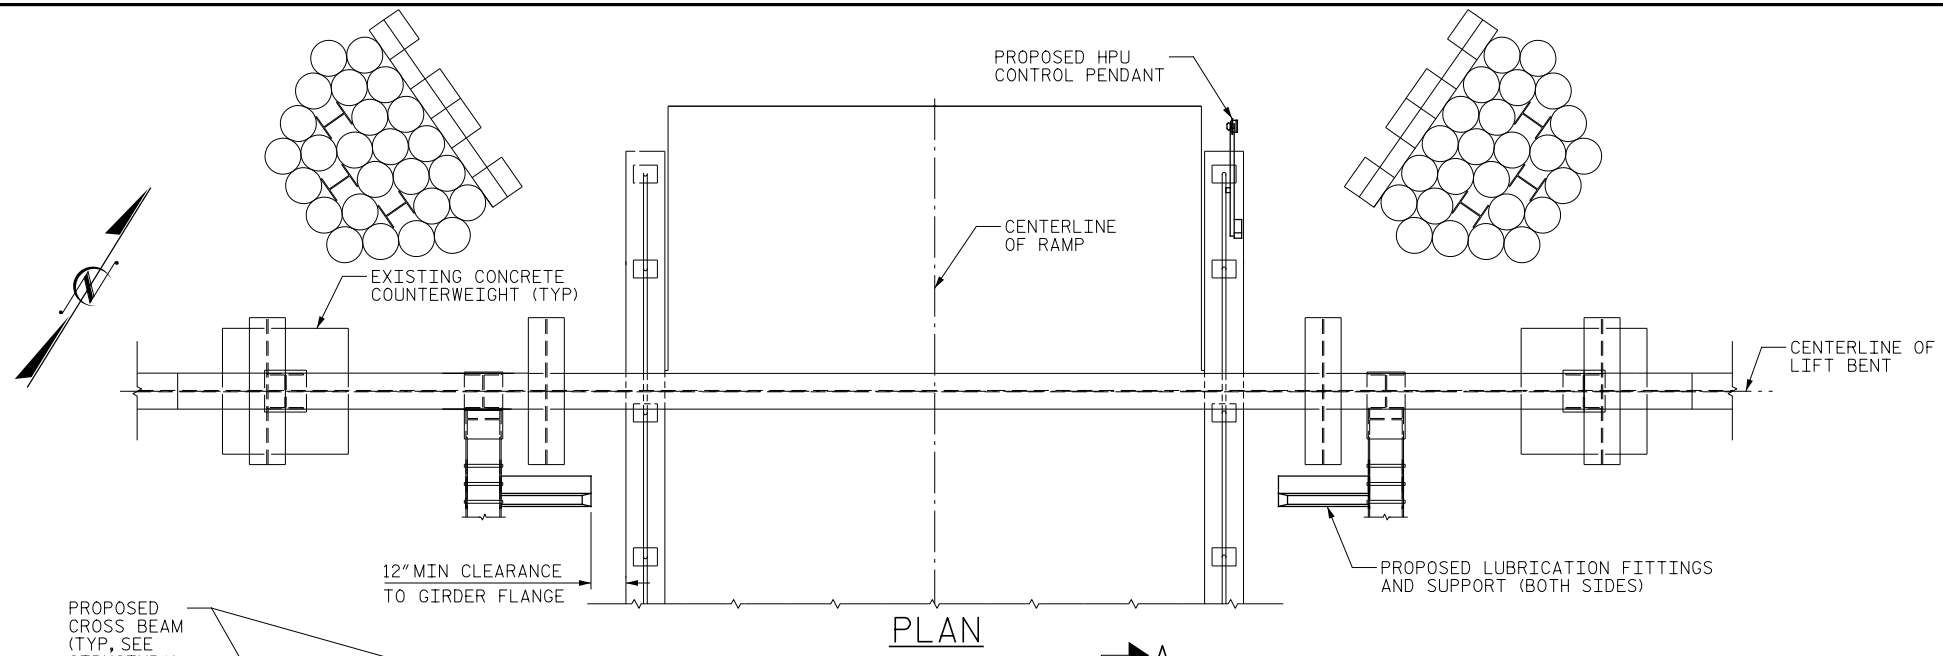 PROPOSED HPU
CONTROL PENDANT
CENTERLINE
OF RAMP
EXISTING CONCRETE
COUNTERWEIGHT (TYP)
N
CENTERLINE OF
LIFT BENT
12" MIN CLEARANCE
TO GIRDER FLANGE
PROPOSED LUBRICATION FITTINGS
AND SUPPORT (BOTH SIDES)
PROPOSED
CROSS BEAM
(TYP, SEE
PLAN
A